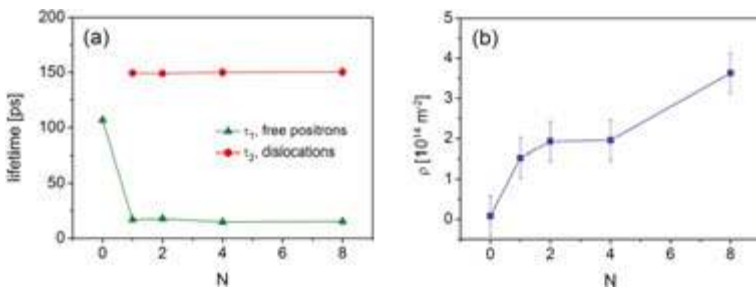 (a)
200
150
100
50
0
lifetime [ps]
τ₁, free positrons
τ₂, dislocations
0 2 4 6 8
N
(b)
5
4
3
2
1
0
ρ [10¹⁴ m⁻²]
0 2 4 6 8
N